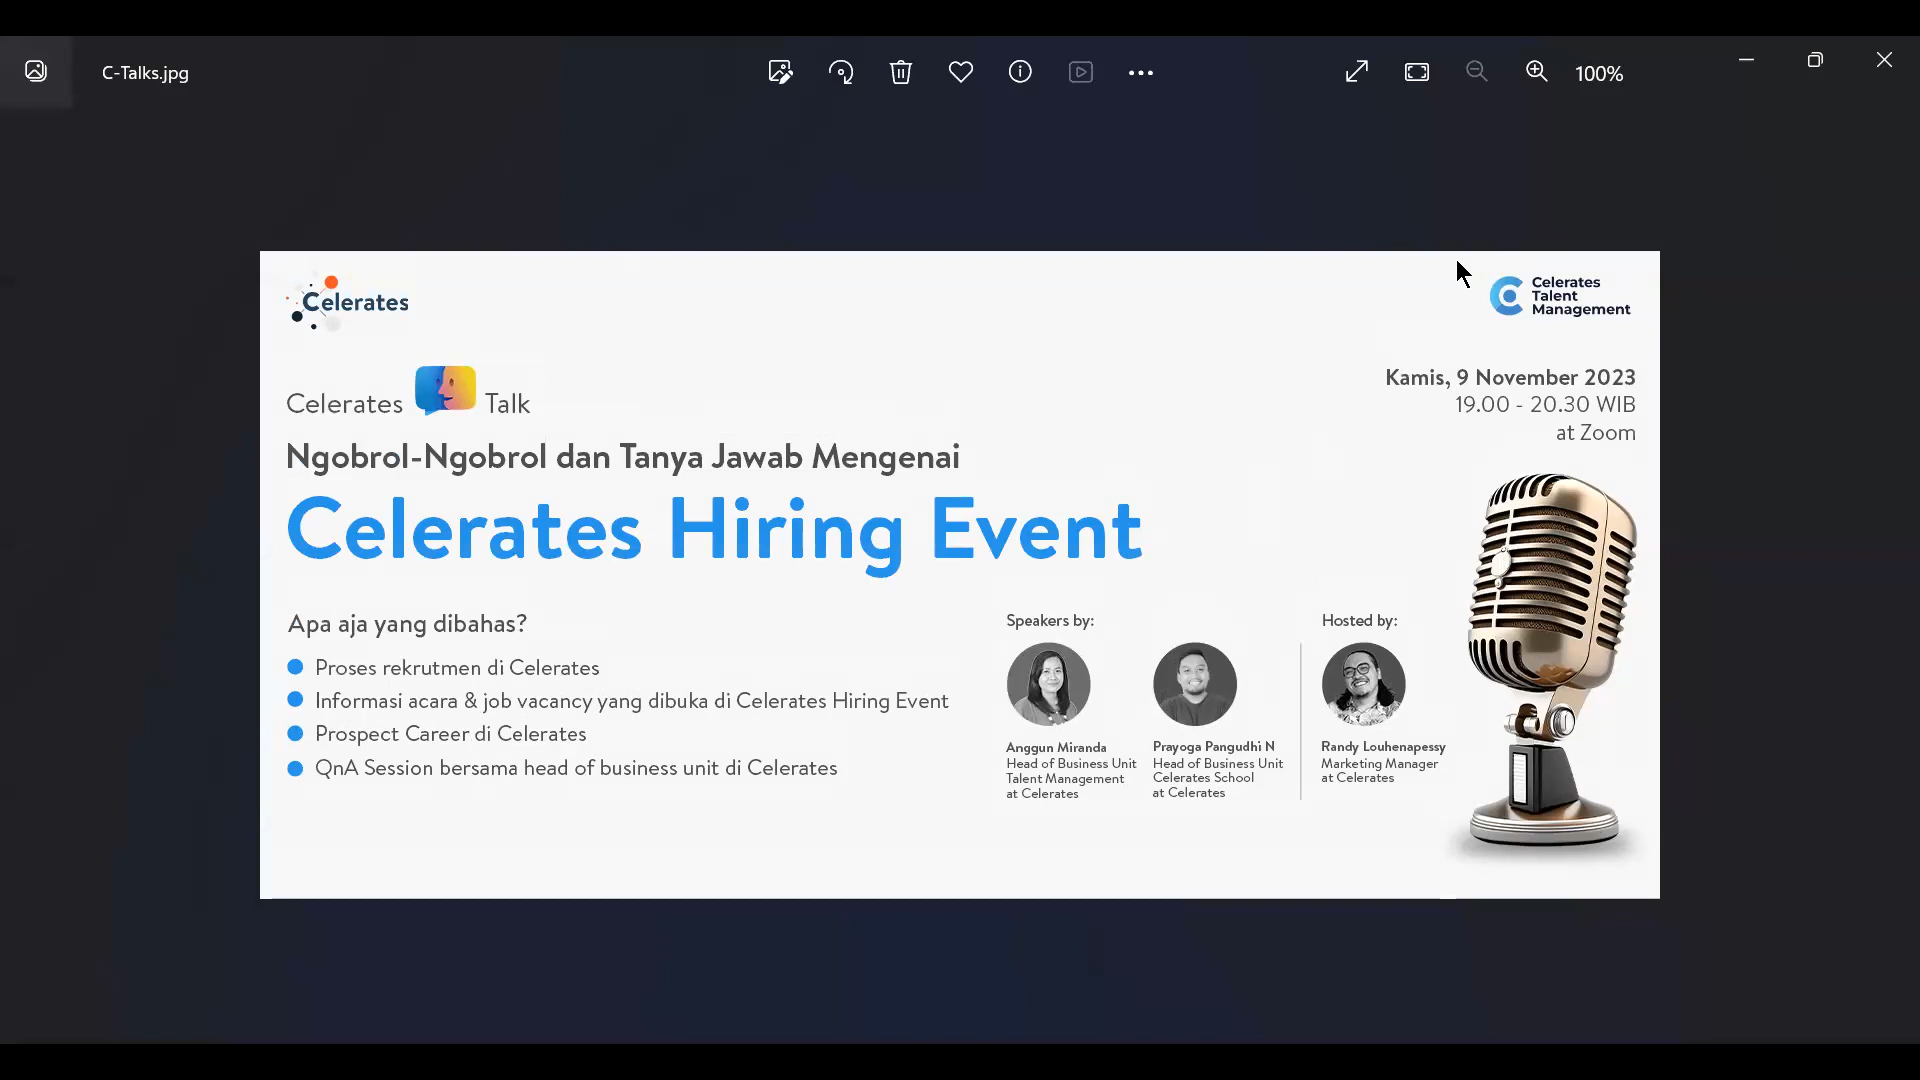 C-Talks.jpg
100%
Celerates
Celerates
Talent
Management
Kamis, 9 November 2023
19.00 - 20.30 WIB
at Zoom
Celerates Talk
Ngobrol-Ngobrol dan Tanya Jawab Mengenai
Celerates Hiring Event
Apa aja yang dibahas?
Proses rekrutmen di Celerates
Informasi acara & job vacancy yang dibuka di Celerates Hiring Event
Prospect Career di Celerates
QnA Session bersama head of business unit di Celerates
Speakers by:
Anggun Miranda
Head of Business Unit
Talent Management
at Celerates
Prayoga Pangudhi N
Head of Business Unit
Celerates School
at Celerates
Hosted by:
Randy Louhenapessy
Marketing Manager
at Celerates